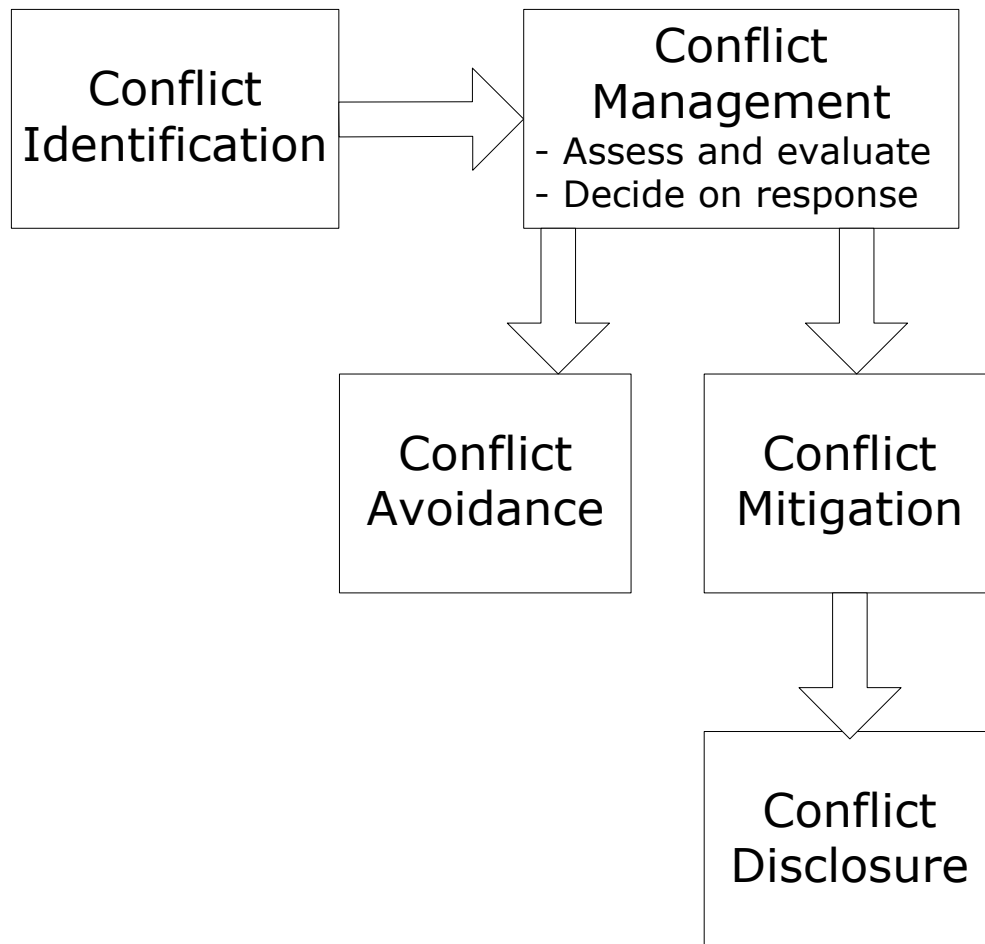 Conflict
Identification
Conflict
Management
- Assess and evaluate
- Decide on response
Conflict
Avoidance
Conflict
Mitigation
Conflict
Disclosure